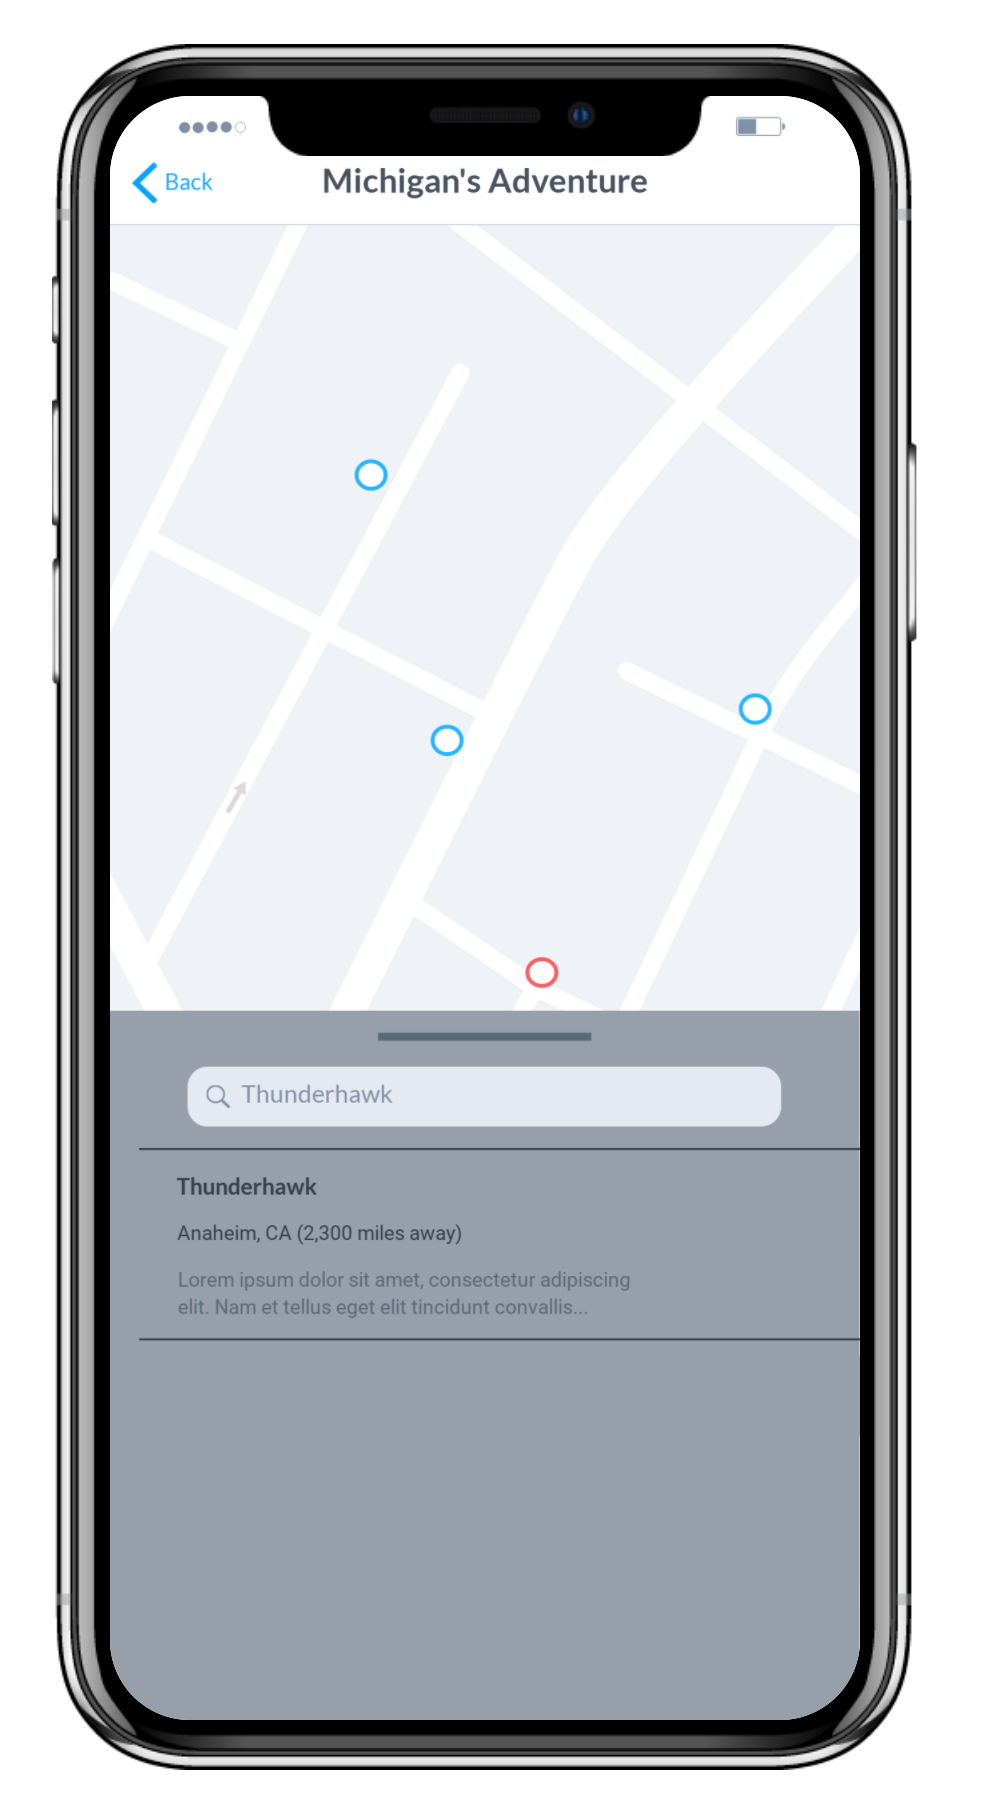 Back
Michigan's Adventure
Thunderhawk
Thunderhawk
Anaheim, CA (2,300 miles away)
Lorem ipsum dolor sit amet, consectetur adipiscing
elit. Nam et tellus eget elit tincidunt convallis...